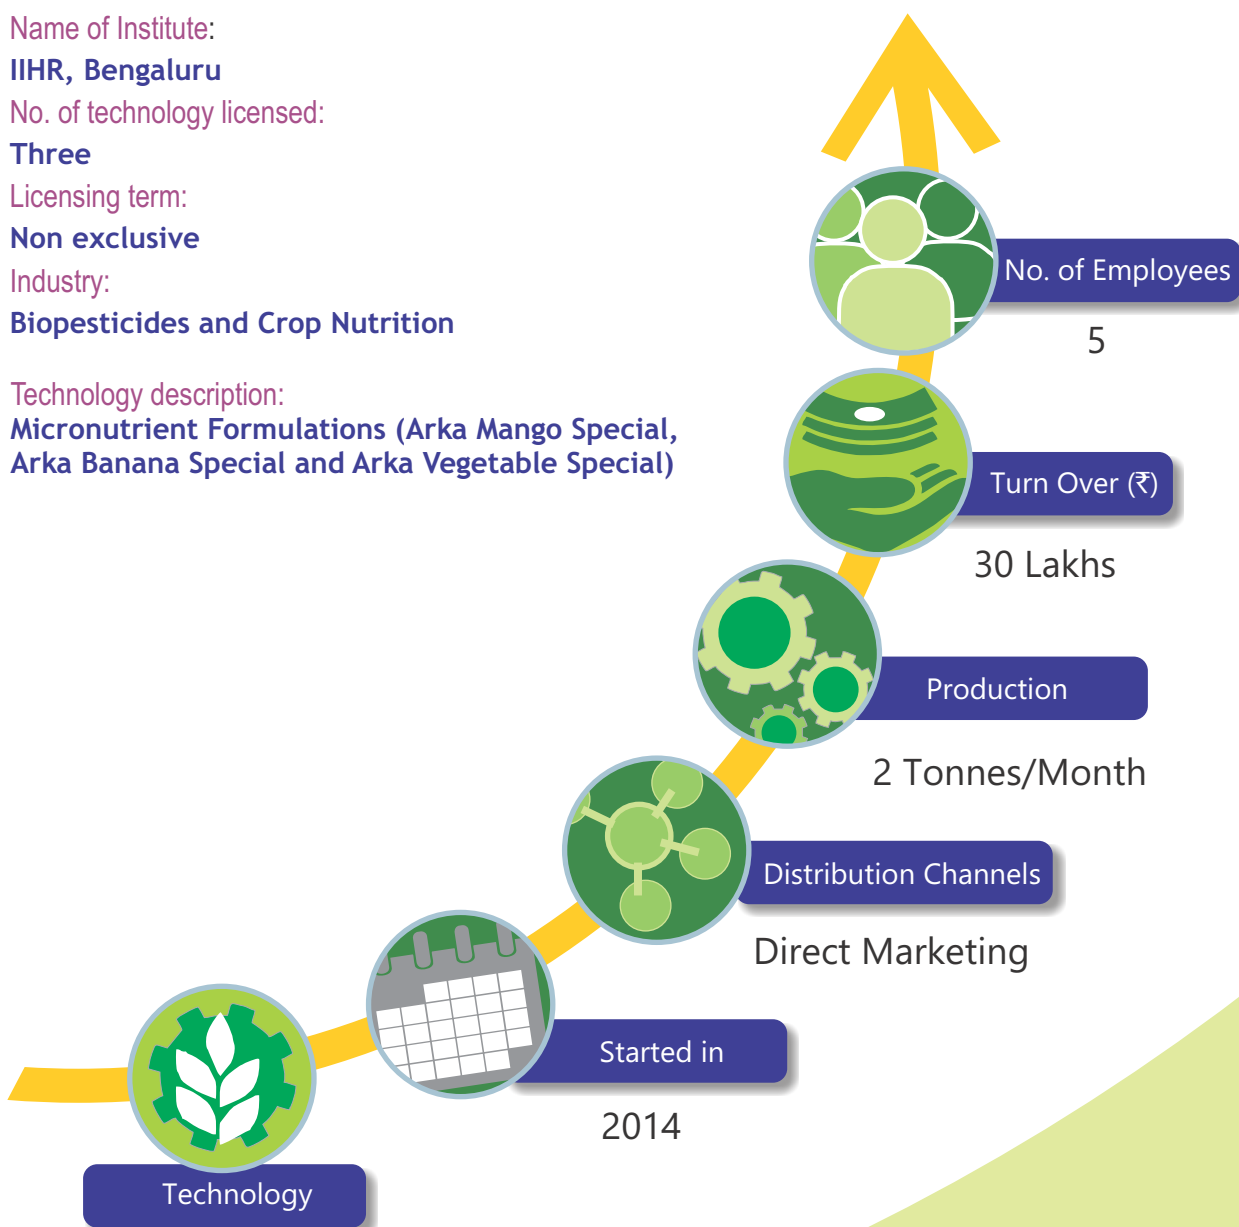 Name of Institute:
IIHR, Bengaluru
No. of technology licensed:
Three
Licensing term:
Non exclusive
Industry:
Biopesticides and Crop Nutrition
Technology description:
Micronutrient Formulations (Arka Mango Special,
Arka Banana Special and Arka Vegetable Special)
No. of Employees
5
Turn Over (₹)
30 Lakhs
Production
2 Tonnes/Month
Distribution Channels
Direct Marketing
Started in
2014
Technology